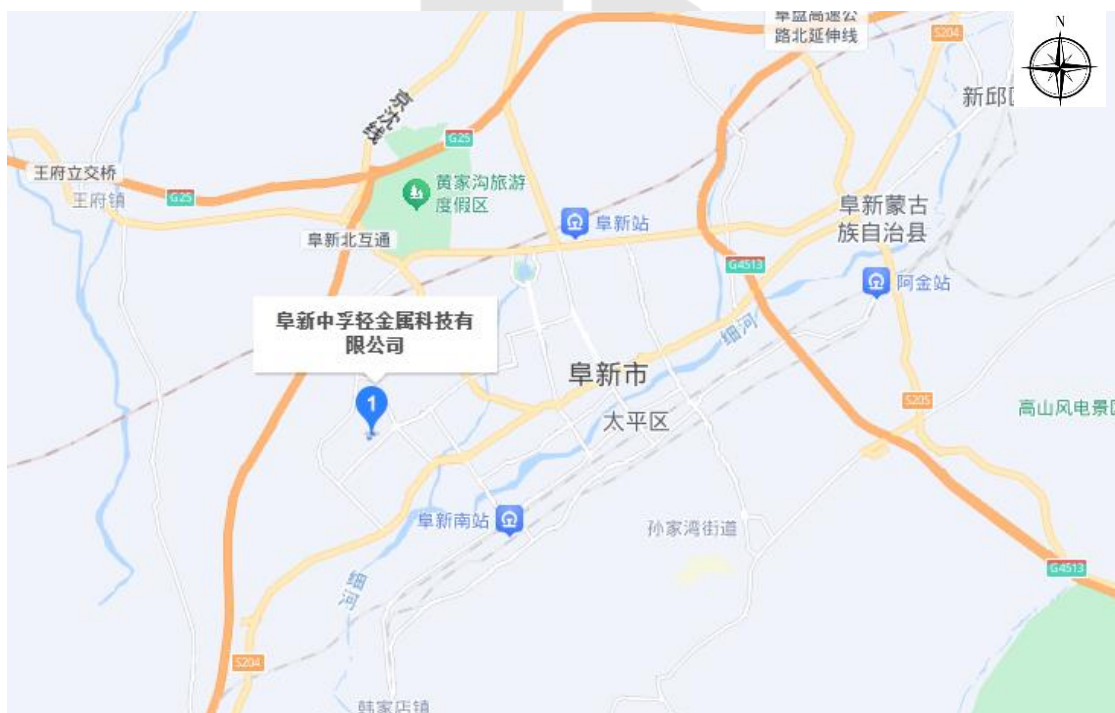 阜盘高速公
路北延伸线
S204
N
新邱
京沈线
G25
王府立交桥
王府镇
G25
黄家沟旅游
度假区
阜新北互通
阜新站
阜新蒙古
族自治县
G4513
阿金站
阜新中孚轻金属科技有
限公司
1
细河
阜新市
太平区
S205
高山风电景
阜新南站
孙家湾街道
G4513
细河
S204
韩家店镇